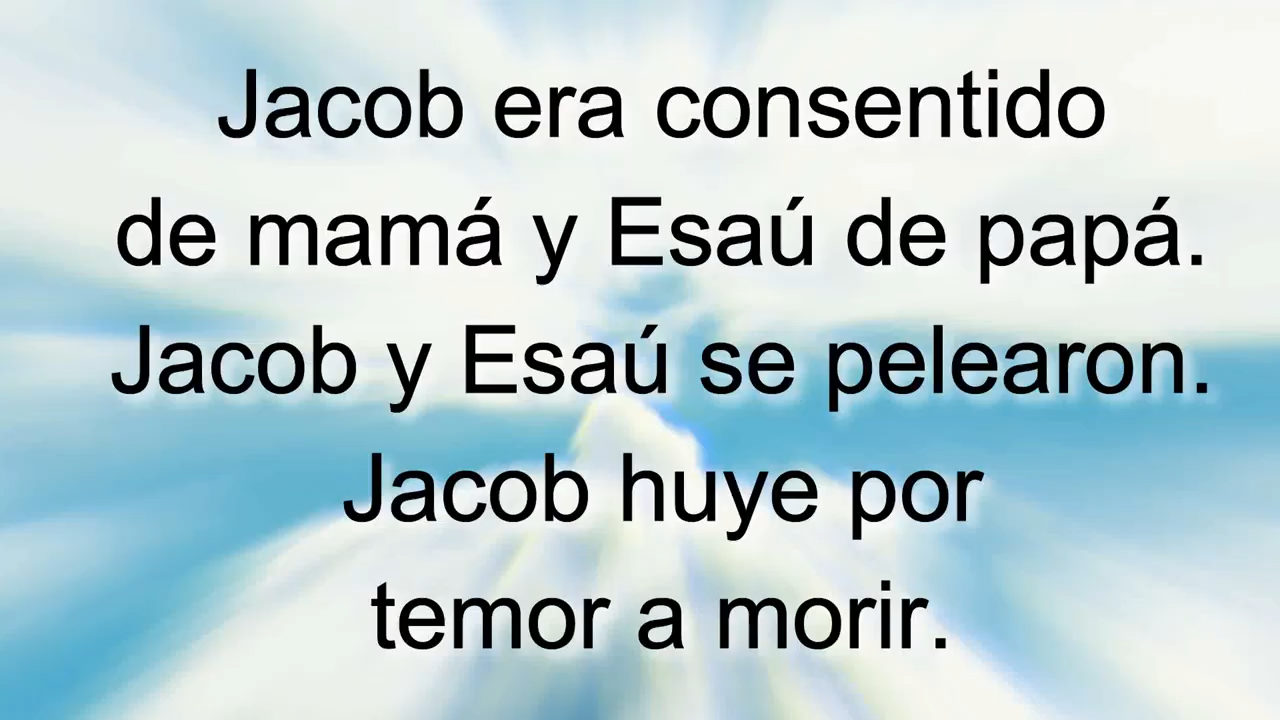 Jacob era consentido
de mamá y Esaú de papá.
Jacob y Esaú se pelearon.
Jacob huye por
temor a morir.